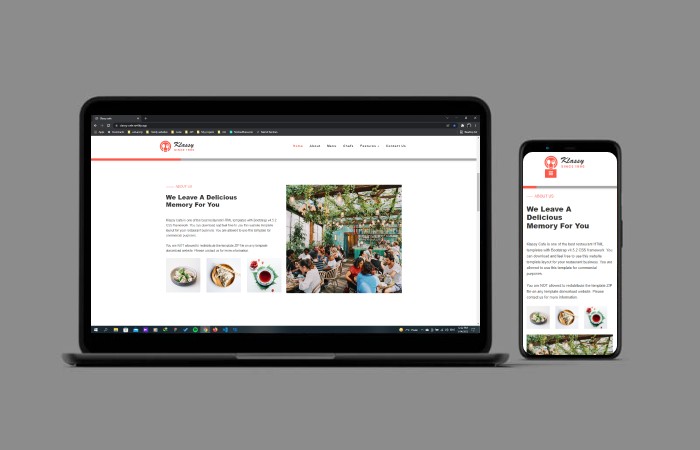 Klassy
SINCE 1995
Home About Menu Chefs Features Contact Us
ABOUT US
We Leave A Delicious
Memory For You
Klassy Cafe is one of the best restaurant HTML templates with Bootstrap v4.5.2
CSS framework. You can download and feel free to use this website template
layout for your restaurant business. You are allowed to use this template for
commercial purposes.
You are NOT allowed to redistribute the template ZIP file on any template
donwnload website. Please contact us for more information.
Klassy
SINCE 1995
ABOUT US
We Leave A
Delicious
Memory For You
Klassy Cafe is one of the best restaurant HTML
templates with Bootstrap v4.5.2 CSS framework. You
can download and feel free to use this website
template layout for your restaurant business. You are
allowed to use this template for commercial
purposes.
You are NOT allowed to redistribute the template ZIP
file on any template donwnload website. Please
contact us for more information.